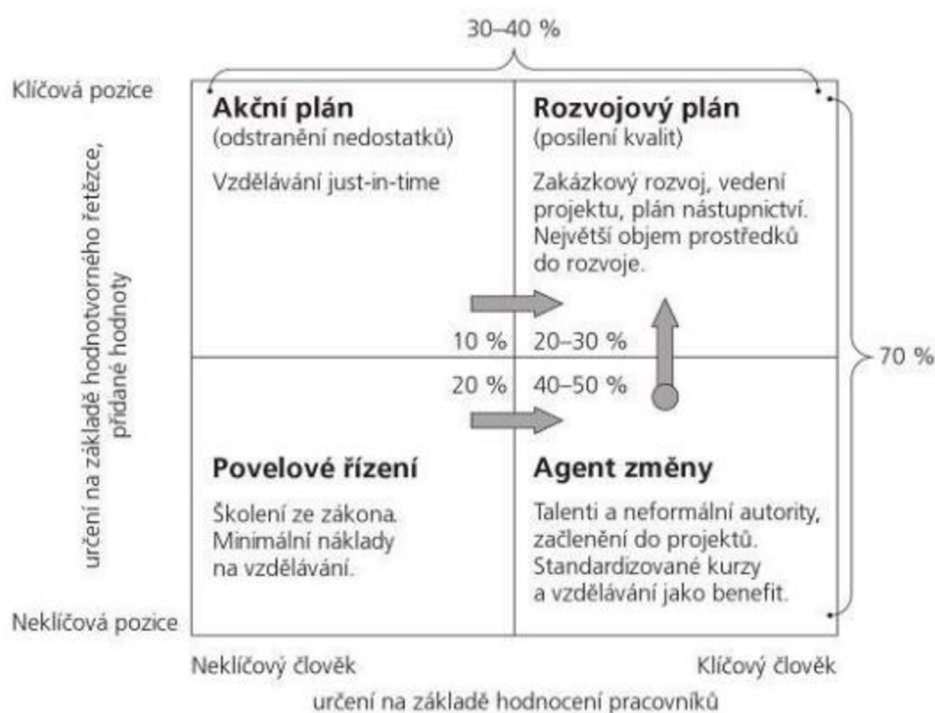 30–40 %
Klíčová pozice
Akční plán
(odstranění nedostatků)
Vzdělávání just-in-time
Rozvojový plán
(posílení kvalit)
Zakázkový rozvoj, vedení
projektu, plán nástupnictví.
Největší objem prostředků
do rozvoje.
určení na základě hodnotvorného řetězce,
přidané hodnoty
10 %
20–30 %
70 %
20 %
40–50 %
Povelové řízení
Školení ze zákona.
Minimální náklady
na vzdělávání.
Agent změny
Talenti a neformální autority,
začlenění do projektů.
Standardizované kurzy
a vzdělávání jako benefit.
Neklíčová pozice
Neklíčový člověk
Klíčový člověk
určení na základě hodnocení pracovníků